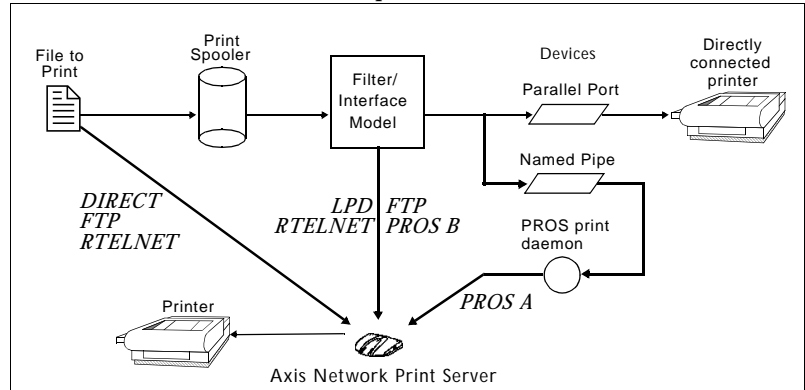 File to
Print
Print
Spooler
Filter/
Interface
Model
Devices
Parallel Port
Directly
connected
printer
Named Pipe
DIRECT
FTP
RTELNET
LPD FTP
RTELNET PROS B
PROS print
daemon
PROS A
Printer
Axis Network Print Server